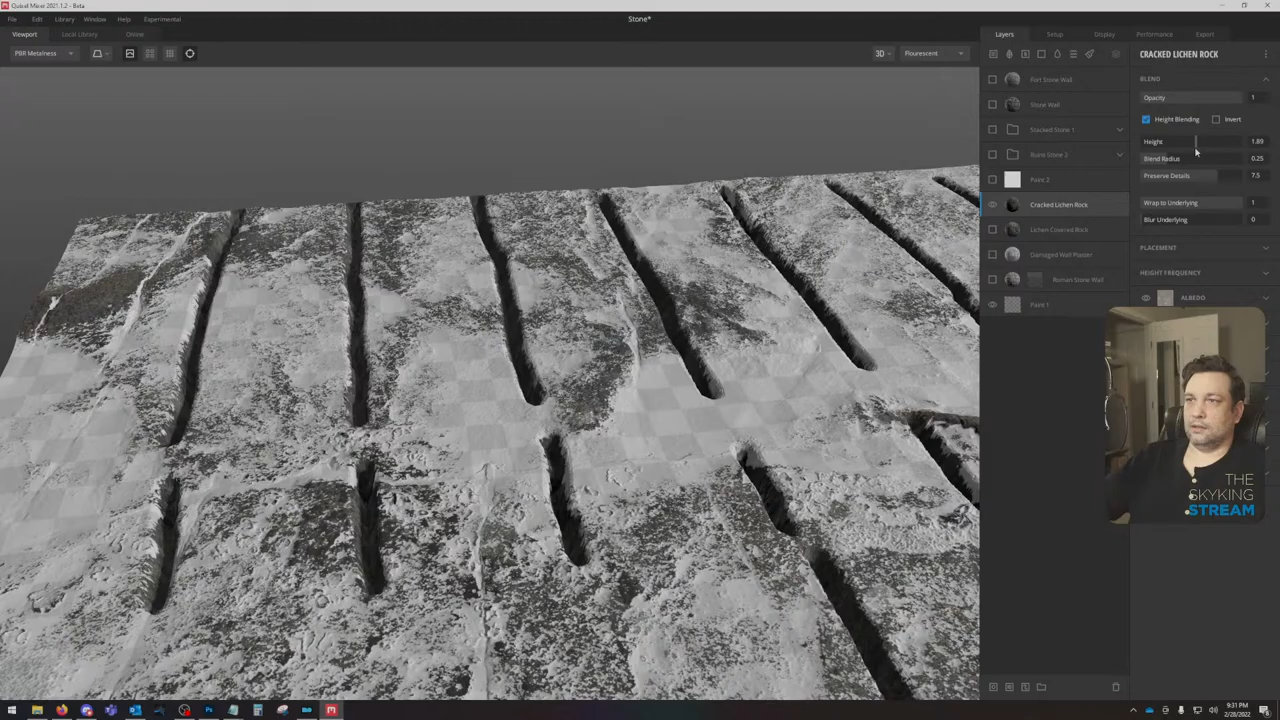 Quixel Mixer 2021.1.2 - Beta
File Edit Library Window Help Experimental
Stone*
Viewport Local Library Online
Layers Setup Display Performance Export
PBR Metalness
3D Flourescent
CRACKED LICHEN ROCK
BLEND
Opacity 1
Height Blending Invert
Height 1.89
Blend Radius 0.25
Preserve Details 7.5
Wrap to Underlying 1
Blur Underlying 0
PLACEMENT
HEIGHT FREQUENCY
ALBEDO
Fort Stone Wall
Stone Wall
Stacked Stone 1
Ruins Stone 2
Paint 2
Cracked Lichen Rock
Lichen Covered Rock
Damaged Wall Plaster
Roman Stone Wall
Paint 1
THE
SKYKING
STREAM
9:31 PM
2/28/2022